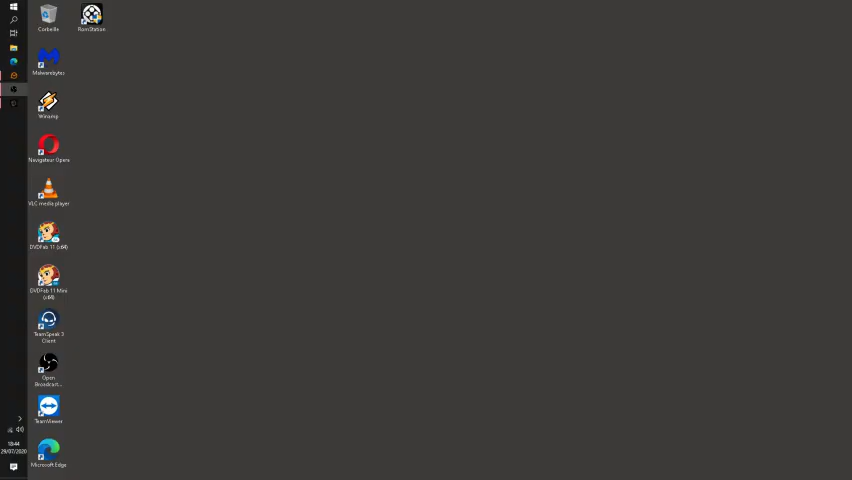 Corbeille
RomStation
Malwarebytes
Winamp
Navigateur Opera
VLC media player
DVDFab 11 (x64)
DVDFab 11 Mini
(x64)
TeamSpeak 3
Client
Open
Broadcast...
TeamViewer
Microsoft Edge
18:44
29/07/2020